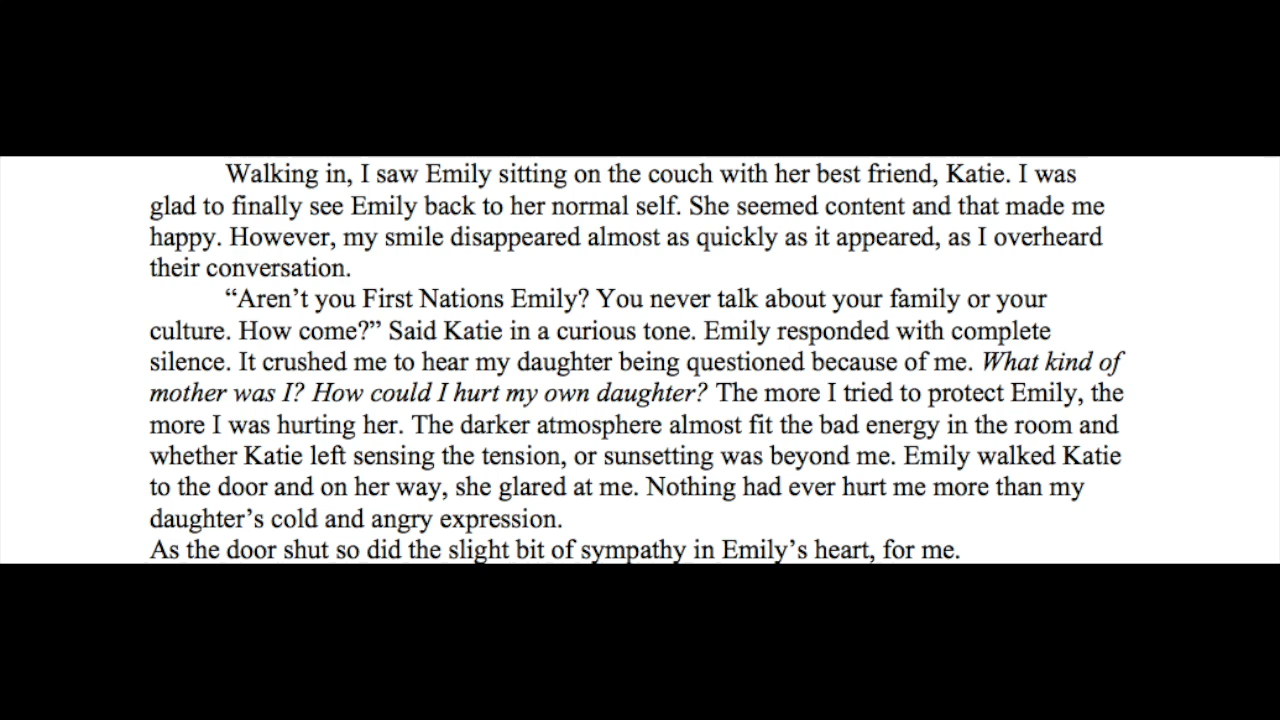 Walking in, I saw Emily sitting on the couch with her best friend, Katie. I was
glad to finally see Emily back to her normal self. She seemed content and that made me
happy. However, my smile disappeared almost as quickly as it appeared, as I overheard
their conversation.
“Aren’t you First Nations Emily? You never talk about your family or your
culture. How come?” Said Katie in a curious tone. Emily responded with complete
silence. It crushed me to hear my daughter being questioned because of me. What kind of
mother was I? How could I hurt my own daughter? The more I tried to protect Emily, the
more I was hurting her. The darker atmosphere almost fit the bad energy in the room and
whether Katie left sensing the tension, or sunsetting was beyond me. Emily walked Katie
to the door and on her way, she glared at me. Nothing had ever hurt me more than my
daughter’s cold and angry expression.
As the door shut so did the slight bit of sympathy in Emily’s heart, for me.